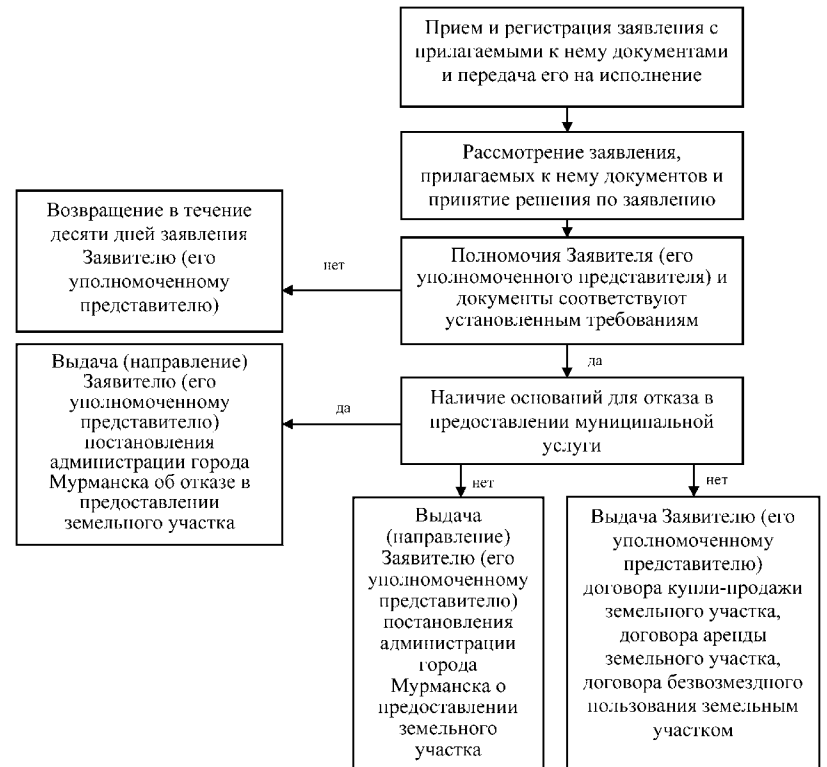 Прием и регистрация заявления с
прилагаемыми к нему документами
и передача его на исполнение
Рассмотрение заявления,
прилагаемых к нему документов и
принятие решения по заявлению
Возвращение в течение
десяти дней заявления
Заявителю (его
уполномоченному
представителю)
нет
Полномочия Заявителя (его
уполномоченного представителя) и
документы соответствуют
установленным требованиям
да
Выдача (направление)
Заявителю (его
уполномоченному
представителю)
постановления
администрации города
Мурманска об отказе в
предоставлении
земельного участка
да
Наличие оснований для отказа в
предоставлении муниципальной
услуги
нет
нет
Выдача
(направление)
Заявителю (его
уполномоченному
представителю)
постановления
администрации
города
Мурманска о
предоставлении
земельного
участка
Выдача Заявителю (его
уполномоченному
представителю)
договора купли-продажи
земельного участка,
договора аренды
земельного участка,
договора безвозмездного
пользования земельным
участком